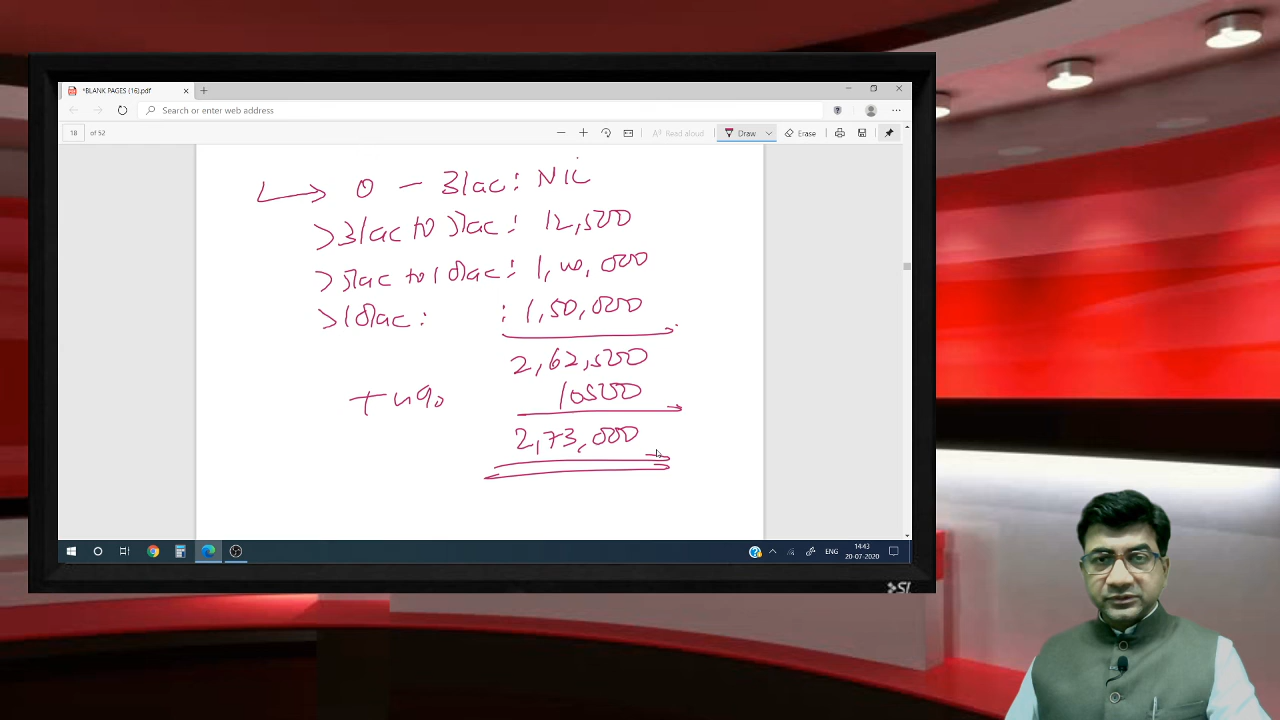 *BLANK PAGES (16).pdf
Search or enter web address
18 of 52
Read aloud
Draw
Erase
0 - 3lac: Nil
>3lac to 5lac: 12,500
>5lac to 10lac: 1,00,000
>10lac: : 1,50,000
2,62,500
+4% 10500
2,73,000
ENG
14:43
20-07-2020